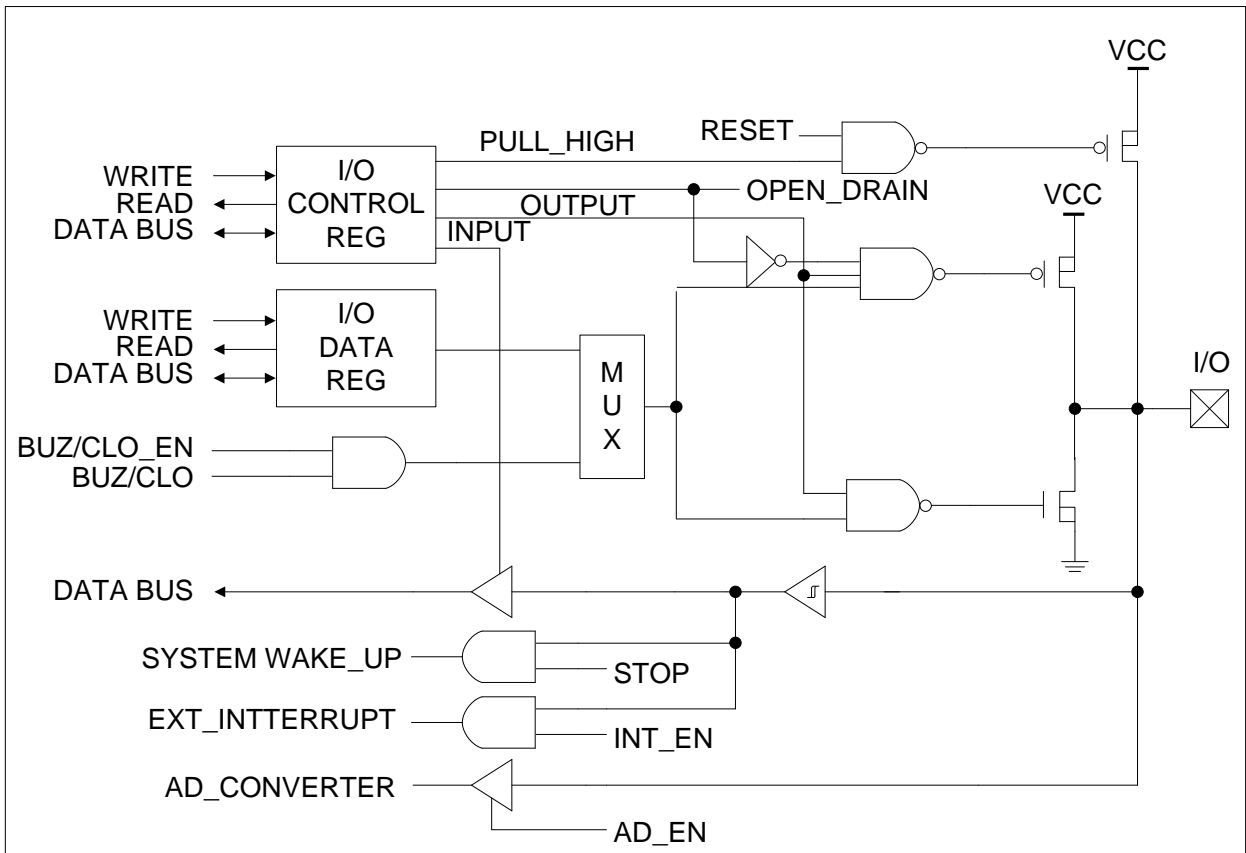 VCC
RESET
PULL_HIGH
I/O
CONTROL
REG
WRITE
READ
DATA BUS
OPEN_DRAIN
OUTPUT
INPUT
VCC
I/O
DATA
REG
WRITE
READ
DATA BUS
MUX
I/O
BUZ/CLO_EN
BUZ/CLO
DATA BUS
SYSTEM WAKE_UP
STOP
EXT_INTTERRUPT
INT_EN
AD_CONVERTER
AD_EN